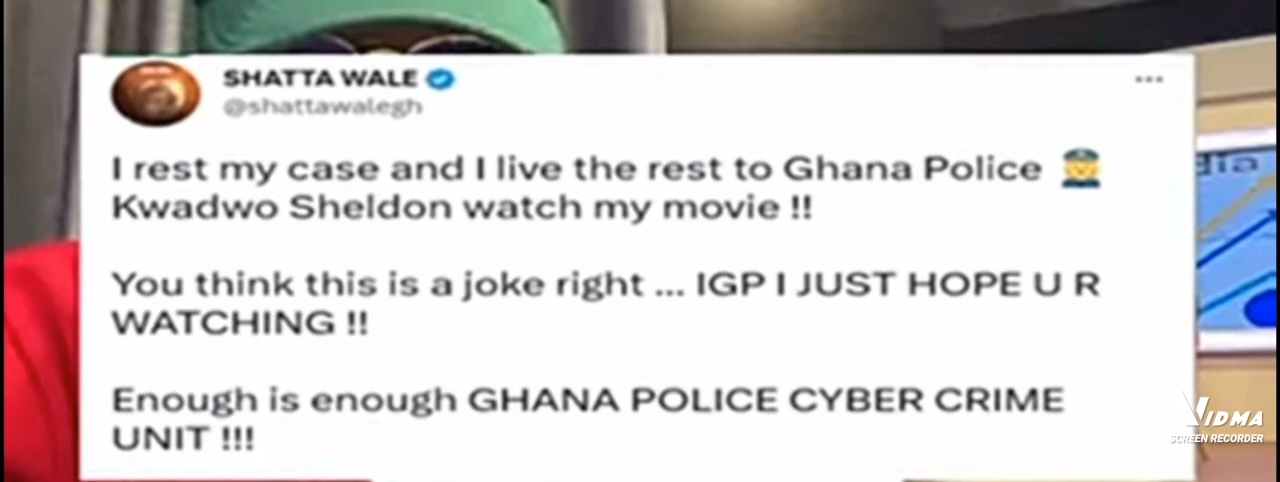 SHATTA WALE
@shattawalegh
I rest my case and I live the rest to Ghana Police 👮
Kwadwo Sheldon watch my movie !!
You think this is a joke right ... IGP I JUST HOPE U R
WATCHING !!
Enough is enough GHANA POLICE CYBER CRIME
UNIT !!!
dia
VIDMA
SCREEN RECORDER